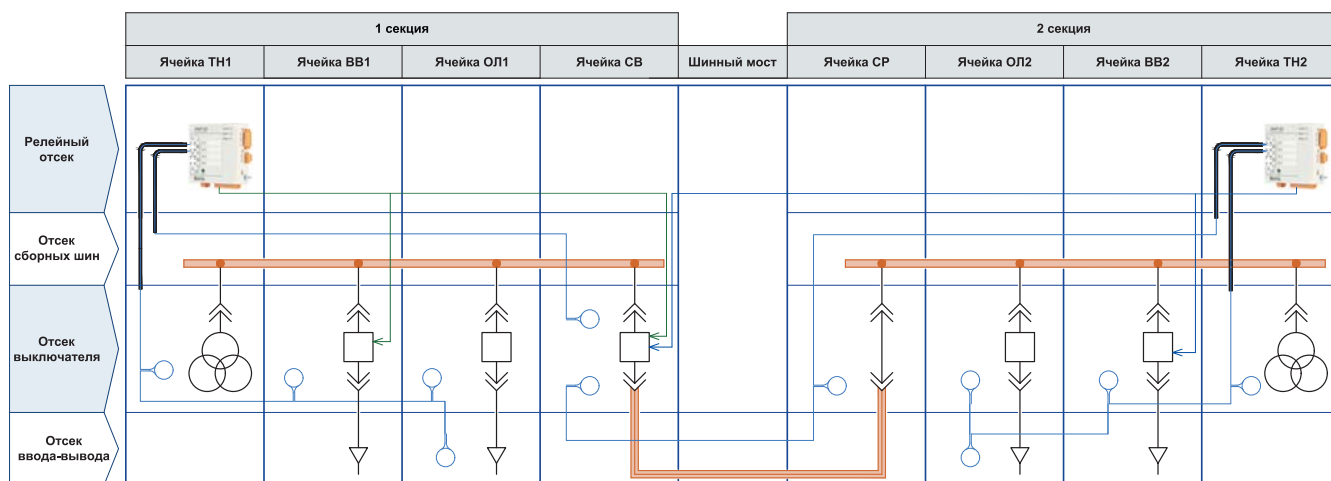 1 секция
2 секция
Ячейка ТН1
Ячейка ВВ1
Ячейка ОЛ1
Ячейка СВ
Шинный мост
Ячейка СР
Ячейка ОЛ2
Ячейка ВВ2
Ячейка ТН2
Релейный
отсек
Отсек
сборных шин
Отсек
выключателя
Отсек
ввода-вывода